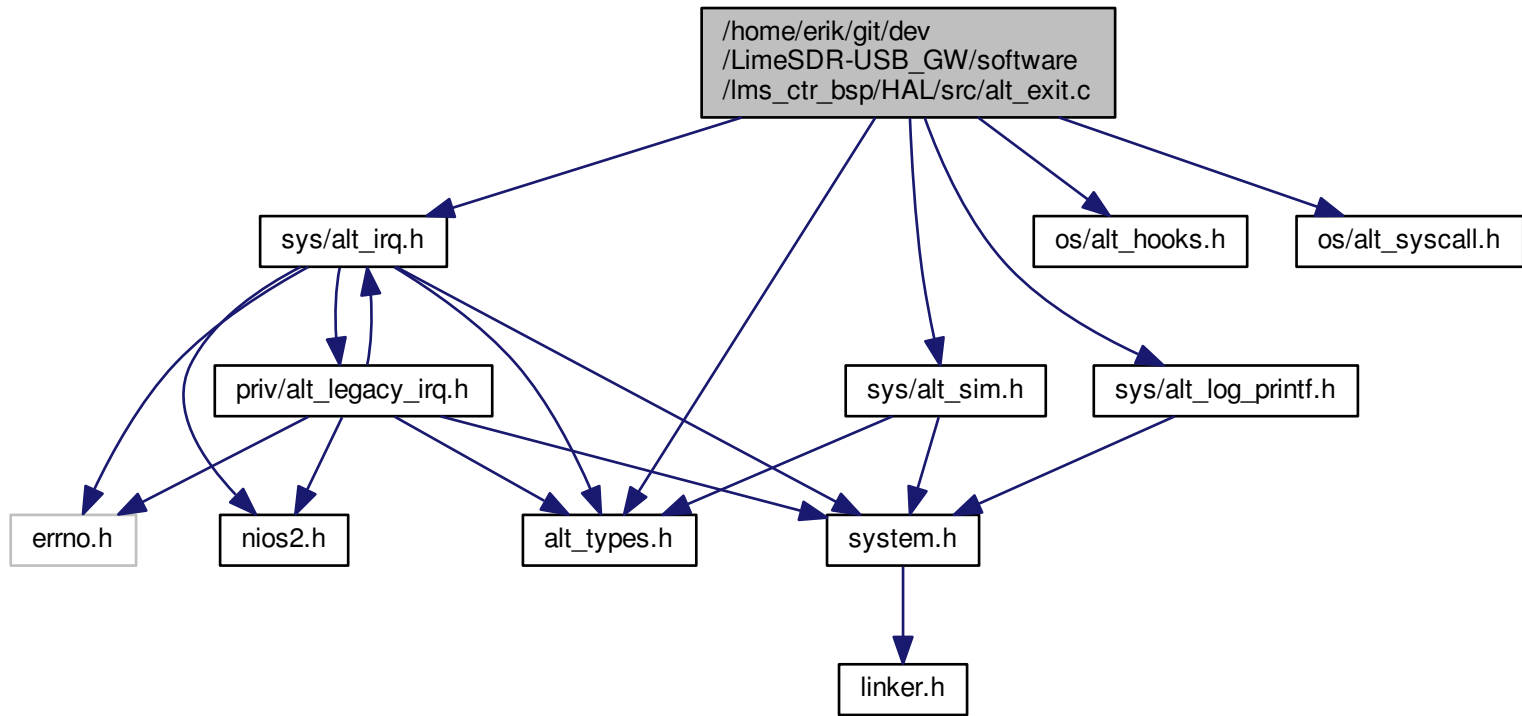 /home/erik/git/dev
/LimeSDR-USB_GW/software
/lms_ctr_bsp/HAL/src/alt_exit.c
sys/alt_irq.h
os/alt_hooks.h
os/alt_syscall.h
priv/alt_legacy_irq.h
sys/alt_sim.h
sys/alt_log_printf.h
errno.h
nios2.h
alt_types.h
system.h
linker.h